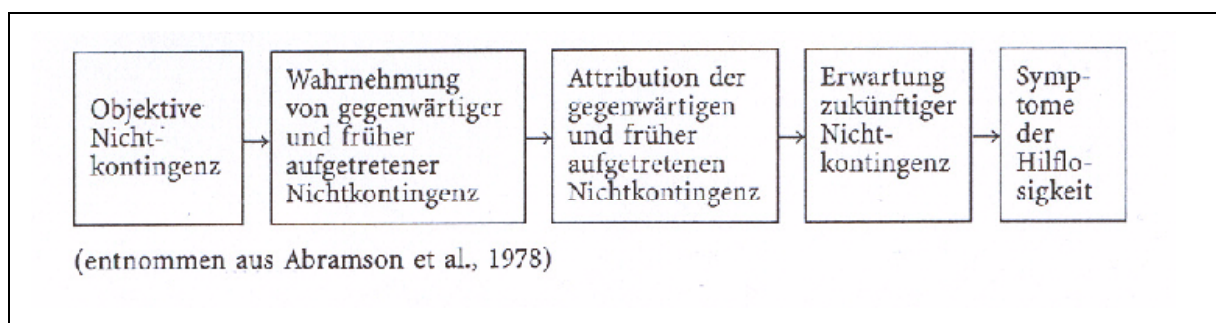 Objektive
Nicht-
kontingenz
Wahrnehmung
von gegenwärtiger
und früher
aufgetretener
Nichtkontingenz
Attribution der
gegenwärtigen
und früher
aufgetretenen
Nichtkontingenz
Erwartung
zukünftiger
Nicht-
kontingenz
Symp-
tome
der
Hilflo-
sigkeit
(entnommen aus Abramson et al., 1978)